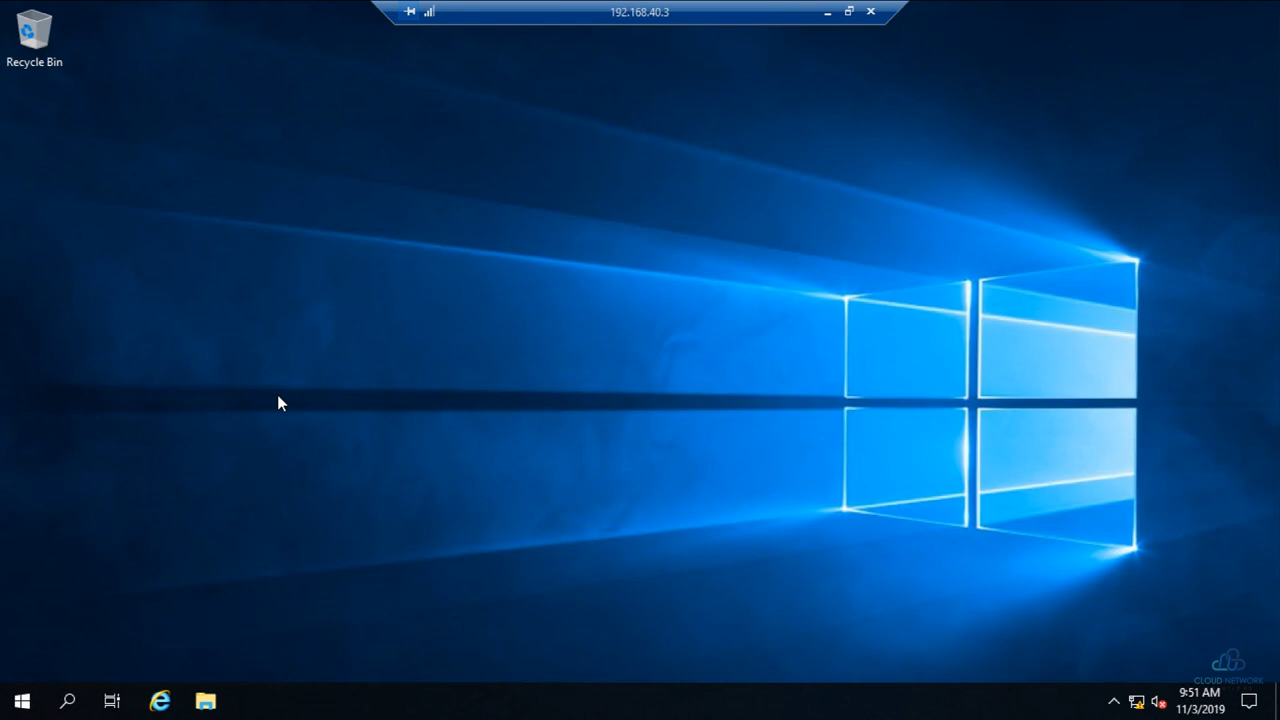 192.168.40.3
Recycle Bin
CLOUD NETWORK
9:51 AM
11/3/2019